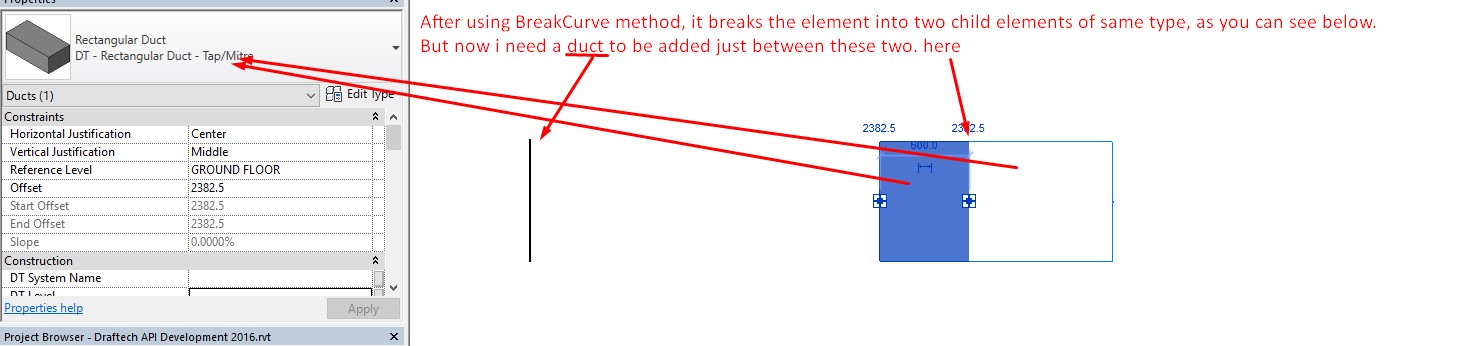 Properties
After using BreakCurve method, it breaks the element into two child elements of same type, as you can see below.
But now i need a duct to be added just between these two. here
Rectangular Duct
DT - Rectangular Duct - Tap/Mitre
Ducts (1)
Edit Type
Constraints
Horizontal Justification Center
Vertical Justification Middle
Reference Level GROUND FLOOR
Offset 2382.5
Start Offset 2382.5
End Offset 2382.5
Slope 0.0000%
Construction
DT System Name
DT Level
Properties help
Apply
Project Browser - Draftech API Development 2016.rvt
2382.5 2382.5
600.0